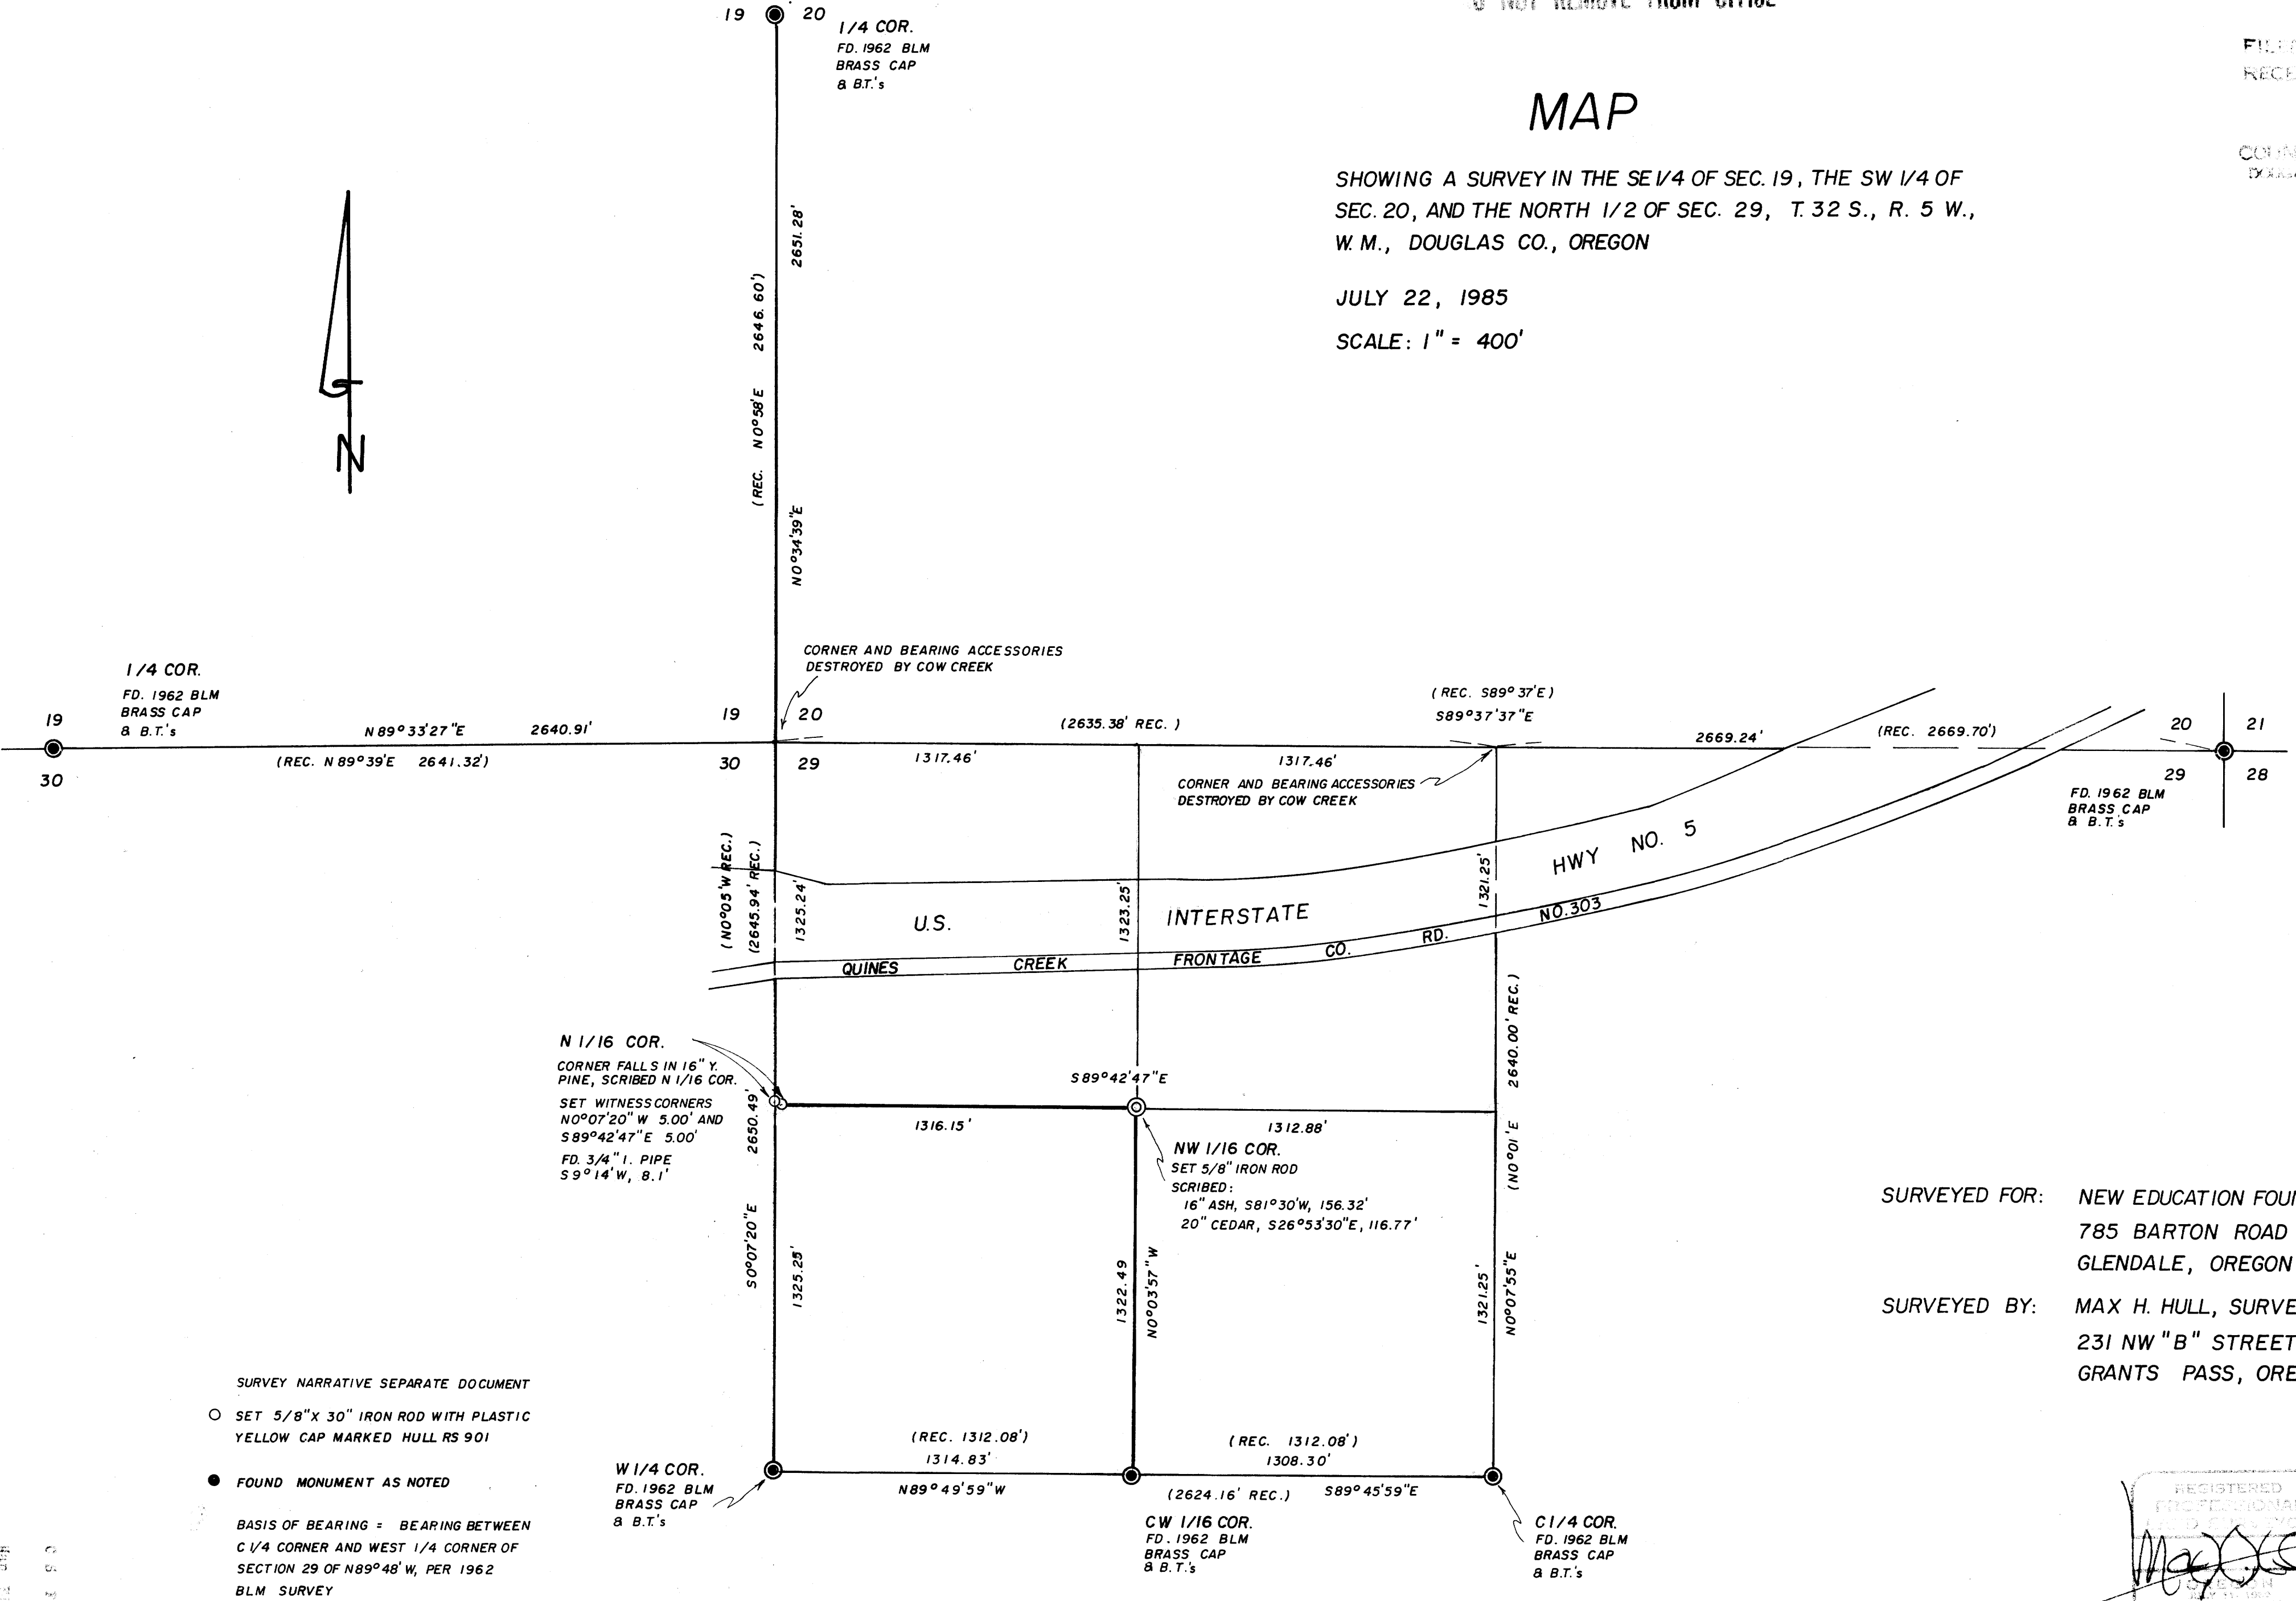 19 20
1/4 COR.
FD. 1962 BLM
BRASS CAP
& B.T.'s
NOT REMOVE FROM OFFICE
MAP
SHOWING A SURVEY IN THE SE 1/4 OF SEC. 19, THE SW 1/4 OF
SEC. 20, AND THE NORTH 1/2 OF SEC. 29, T. 32 S., R. 5 W.,
W. M., DOUGLAS CO., OREGON
JULY 22, 1985
SCALE: 1" = 400'
N
2651.28'
N0°34'39"E
(REC. N0°58'E 2646.60')
CORNER AND BEARING ACCESSORIES
DESTROYED BY COW CREEK
1/4 COR.
FD. 1962 BLM
BRASS CAP
& B.T.'s
19
30
N 89°33'27"E 2640.91'
(REC. N 89°39'E 2641.32')
19 20
30 29
(2635.38' REC.)
1317.46'
1317.46'
(REC. S89°37'E)
S89°37'37"E
CORNER AND BEARING ACCESSORIES
DESTROYED BY COW CREEK
2669.24'
(REC. 2669.70')
20 21
29 28
FD. 1962 BLM
BRASS CAP
& B.T.'s
(N0°05'W REC.)
(2645.94' REC.)
1325.24'
1323.25'
1321.25'
U.S. INTERSTATE HWY NO. 5
QUINES CREEK FRONTAGE CO. RD. NO. 303
2640.00' REC.)
(N0°01'E
N 1/16 COR.
CORNER FALLS IN 16" Y.
PINE, SCRIBED N 1/16 COR.
SET WITNESS CORNERS
N0°07'20"W 5.00' AND
S89°42'47"E 5.00'
FD. 3/4" I. PIPE
S 9°14'W, 8.1'
2650.49'
S0°07'20"E
1325.25'
S89°42'47"E
1316.15'
1312.88'
NW 1/16 COR.
SET 5/8" IRON ROD
SCRIBED:
16" ASH, S81°30'W, 156.32'
20" CEDAR, S26°53'30"E, 116.77'
1322.49
N0°03'57"W
1321.25'
N0°07'55"E
SURVEYED FOR: NEW EDUCATION
785 BARTON ROAD
GLENDALE, OREGON
SURVEYED BY: MAX H. HULL,
231 NW "B" STREET
GRANTS PASS,
SURVEY NARRATIVE SEPARATE DOCUMENT
SET 5/8" X 30" IRON ROD WITH PLASTIC
YELLOW CAP MARKED HULL RS 901
FOUND MONUMENT AS NOTED
BASIS OF BEARING = BEARING BETWEEN
C 1/4 CORNER AND WEST 1/4 CORNER OF
SECTION 29 OF N89°48'W, PER 1962
BLM SURVEY
W 1/4 COR.
FD. 1962 BLM
BRASS CAP
& B.T.'s
(REC. 1312.08')
1314.83'
N89°49'59"W
(REC. 1312.08')
1308.30'
(2624.16' REC.) S89°45'59"E
CW 1/16 COR.
FD. 1962 BLM
BRASS CAP
& B.T.'s
C 1/4 COR.
FD. 1962 BLM
BRASS CAP
& B.T.'s
REGISTERED
OREGON